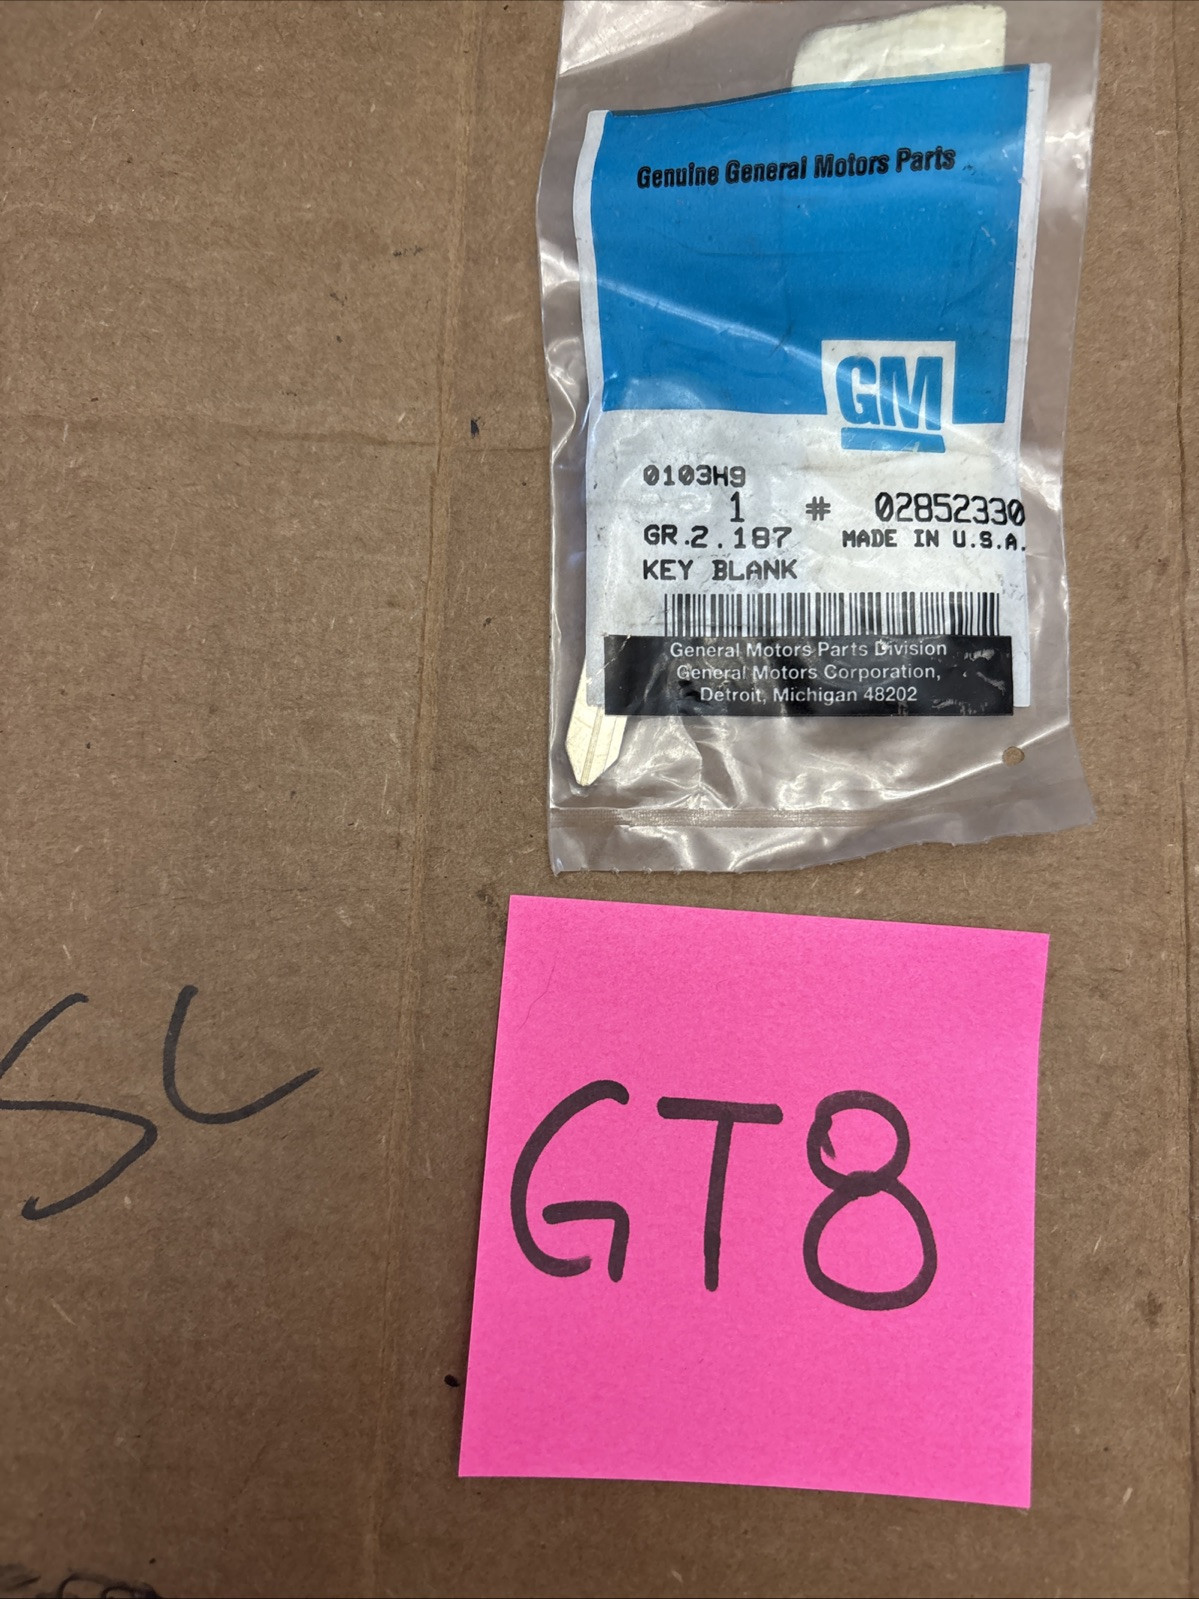 Genuine General Motors Parts
GM
0103H9
1 # 02852330
GR.2.187 MADE IN U.S.A.
KEY BLANK
General Motors Parts Division
General Motors Corporation,
Detroit, Michigan 48202
SL
GT8